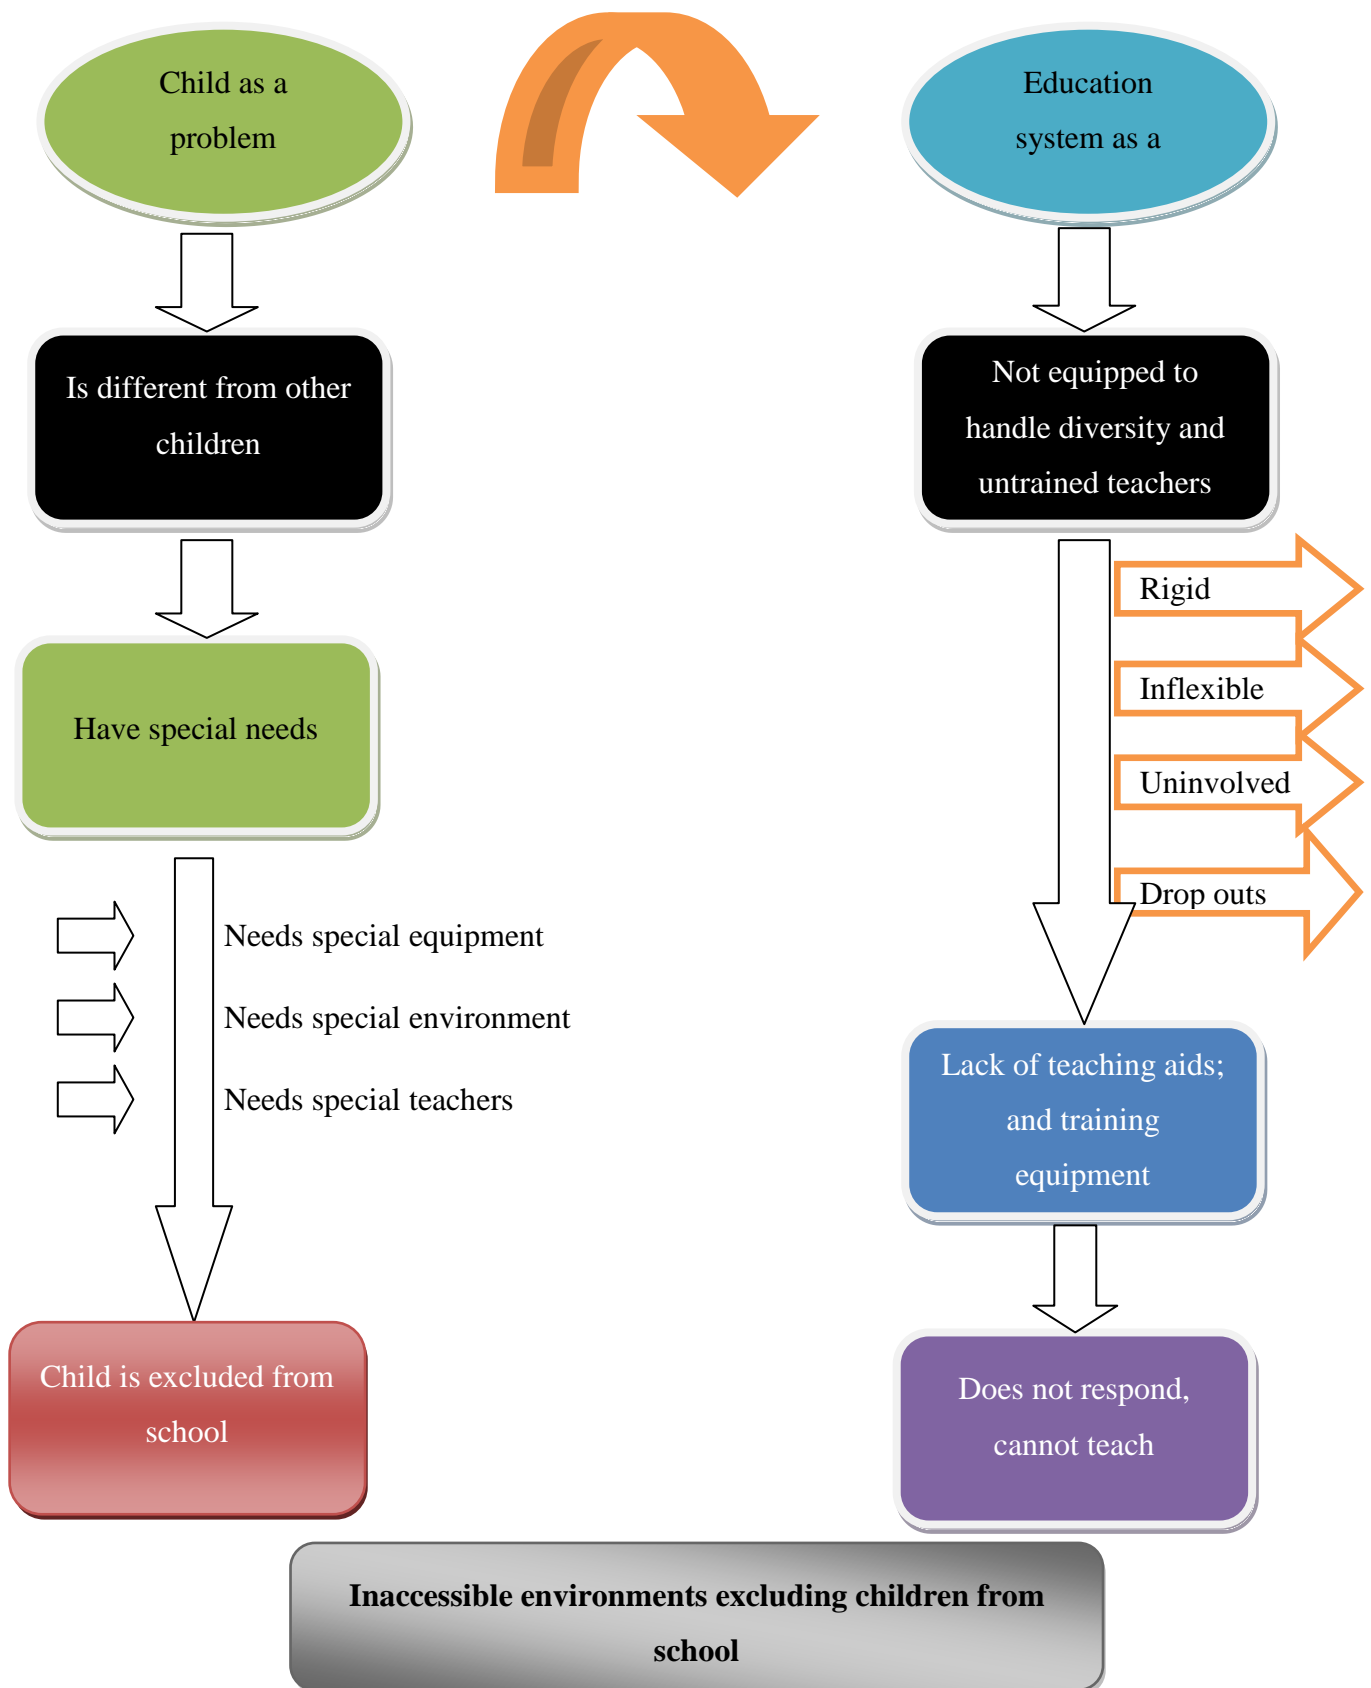 Child as a
problem
Is different from other
children
Have special needs
Needs special equipment
Needs special environment
Needs special teachers
Child is excluded from
school
Education
system as a
Not equipped to
handle diversity and
untrained teachers
Rigid
Inflexible
Uninvolved
Drop outs
Lack of teaching aids;
and training
equipment
Does not respond,
cannot teach
Inaccessible environments excluding children from
school